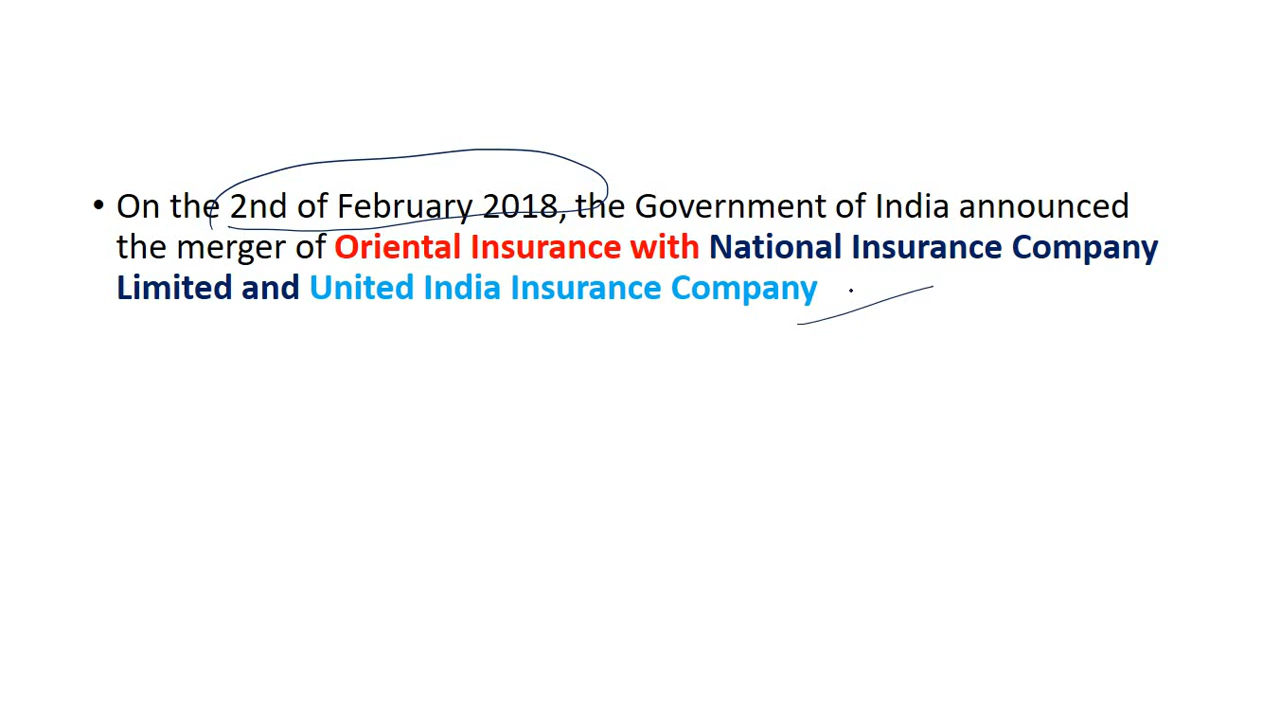 • On the 2nd of February 2018, the Government of India announced
the merger of Oriental Insurance with National Insurance Company
Limited and United India Insurance Company